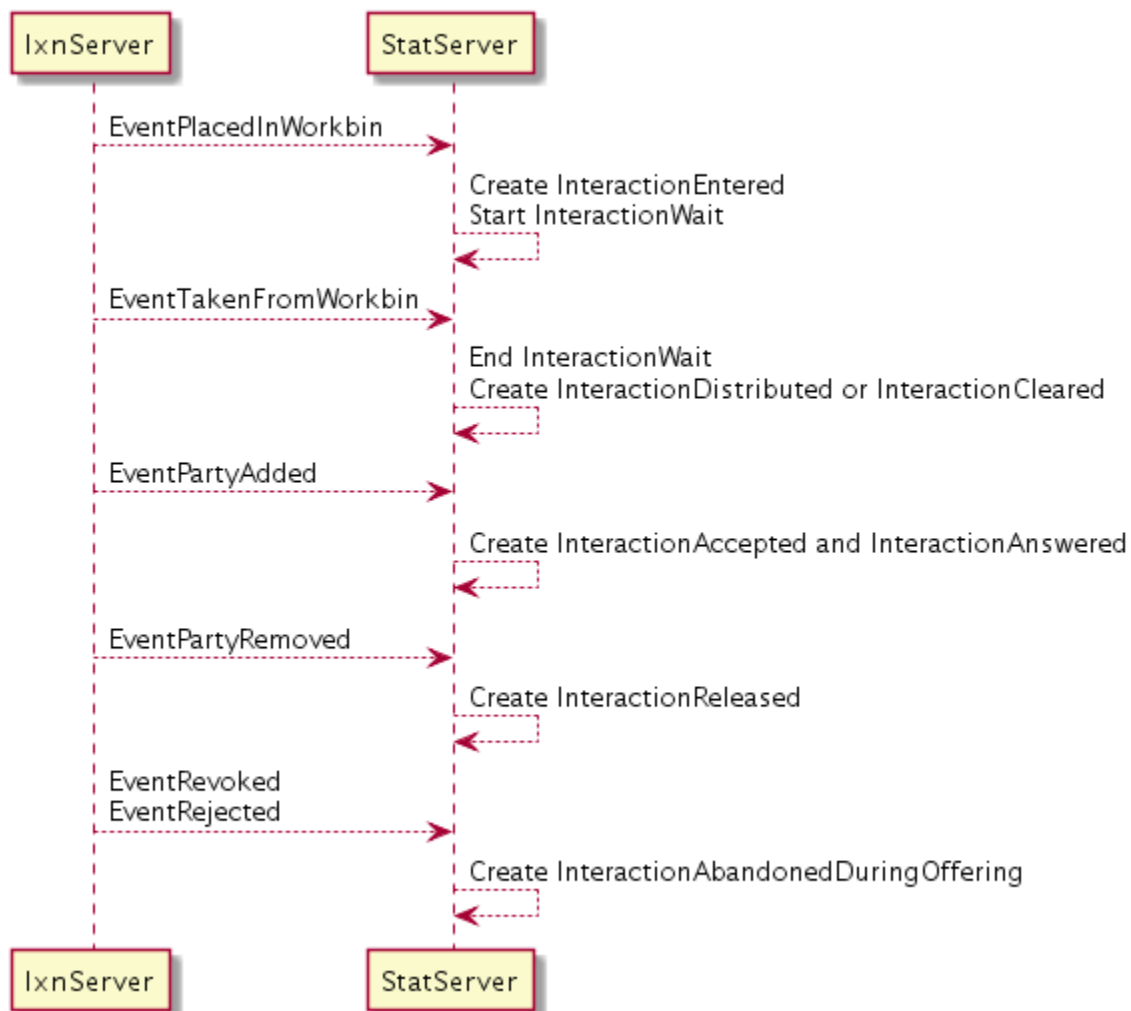 IxnServer
StatServer
EventPlacedInWorkbin
Create InteractionEntered
Start InteractionWait
EventTakenFromWorkbin
End InteractionWait
Create InteractionDistributed or InteractionCleared
EventPartyAdded
Create InteractionAccepted and InteractionAnswered
EventPartyRemoved
Create InteractionReleased
EventRevoked
EventRejected
Create InteractionAbandonedDuringOffering
IxnServer
StatServer